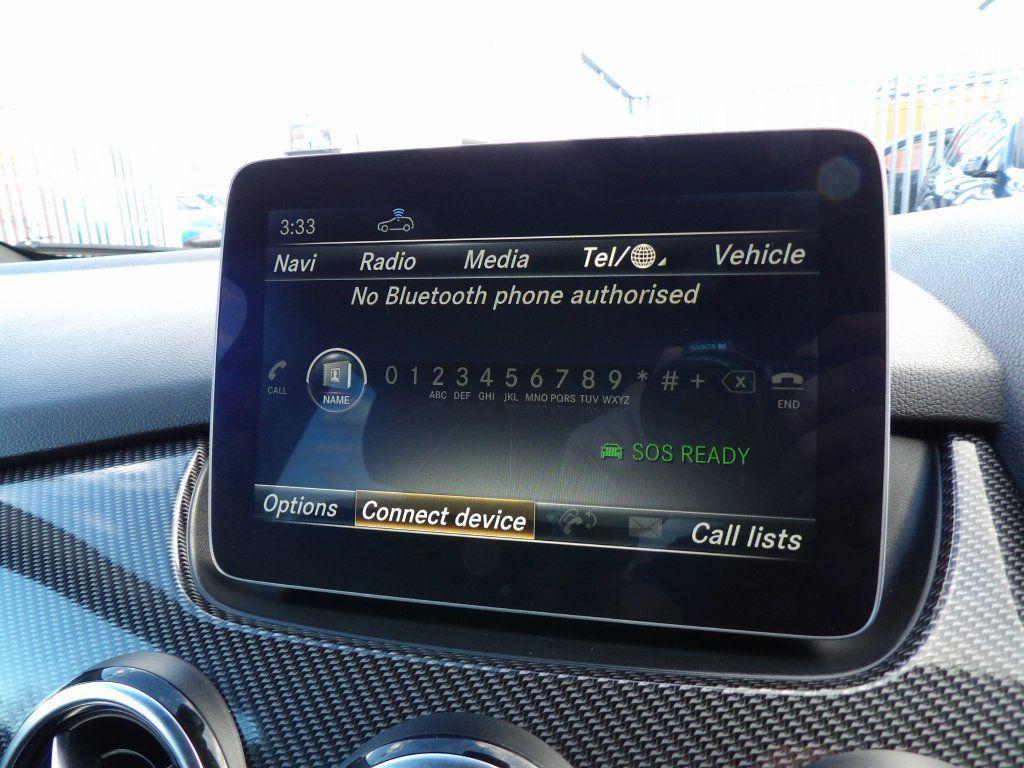 3:33
Navi Radio Media Tel/ Vehicle
No Bluetooth phone authorised
CALL NAME 0 1 2 3 4 5 6 7 8 9 * # + X END
ABC DEF GHI JKL MNO PQRS TUV WXYZ
SOS READY
Options Connect device Call lists